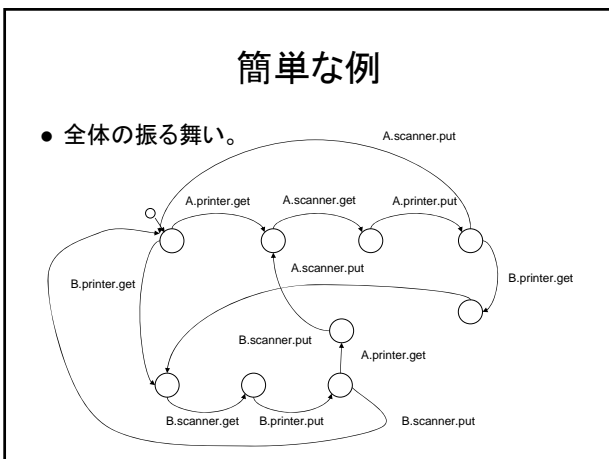 簡単な例
● 全体の振る舞い。
A.scanner.put
A.printer.get
A.scanner.get
A.printer.put
A.scanner.put
B.printer.get
B.printer.get
B.scanner.put
A.printer.get
B.scanner.get
B.printer.put
B.scanner.put